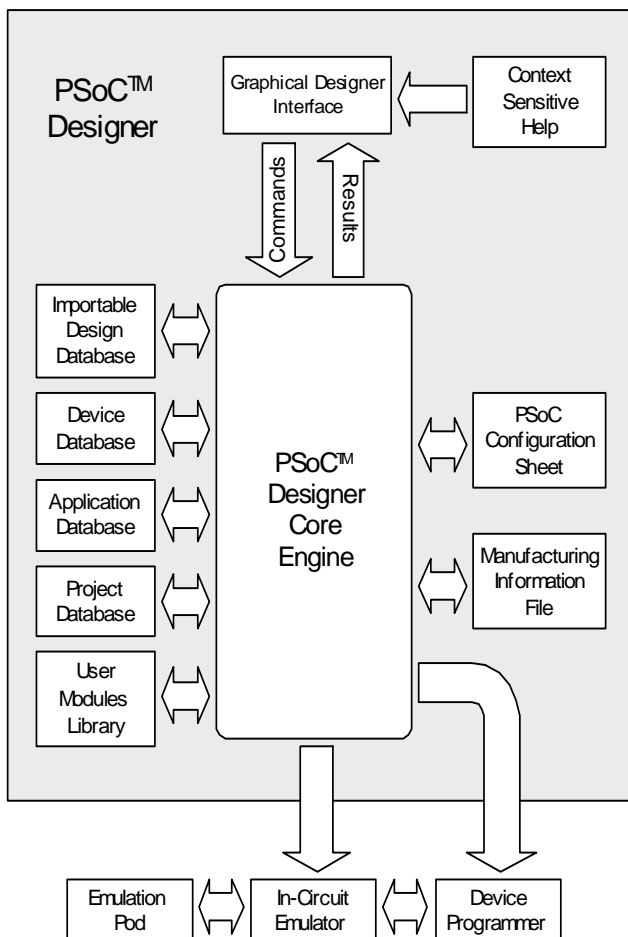 PSoC™
Designer
Graphical Designer
Interface
Context
Sensitive
Help
Commands
Results
Importable
Design
Database
Device
Database
Application
Database
Project
Database
User
Modules
Library
PSoC™
Designer
Core
Engine
PSoC
Configuration
Sheet
Manufacturing
Information
File
Emulation
Pod
In-Circuit
Emulator
Device
Programmer